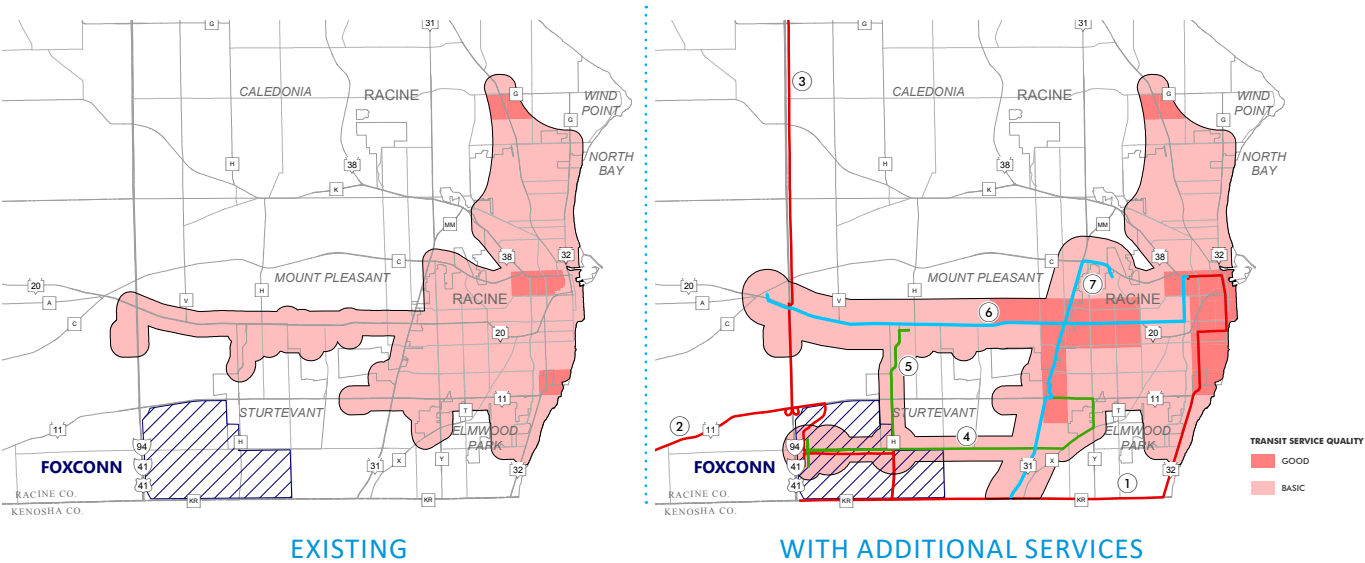 G
31
CALEDONIA
RACINE
G
WIND
POINT
G
H
38
NORTH
BAY
K
MM
38
32
C
MOUNT PLEASANT
20
H
A
V
RACINE
C
20
11
STURTEVANT
T
11
ELMWOOD
PARK
94
H
41
FOXCONN
31
X
Y
32
41
RACINE CO.
KR
KR
KENOSHA CO.
EXISTING
G
31
3
CALEDONIA
RACINE
G
WIND
POINT
G
H
38
NORTH
BAY
K
MM
38
32
C
MOUNT PLEASANT
7
20
H
A
V
RACINE
6
C
20
5
11
STURTEVANT
T
2
11
4
ELMWOOD
PARK
94
H
41
FOXCONN
31
X
Y
32
41
1
RACINE CO.
KR
KR
KENOSHA CO.
WITH ADDITIONAL SERVICES
TRANSIT SERVICE QUALITY
GOOD
BASIC